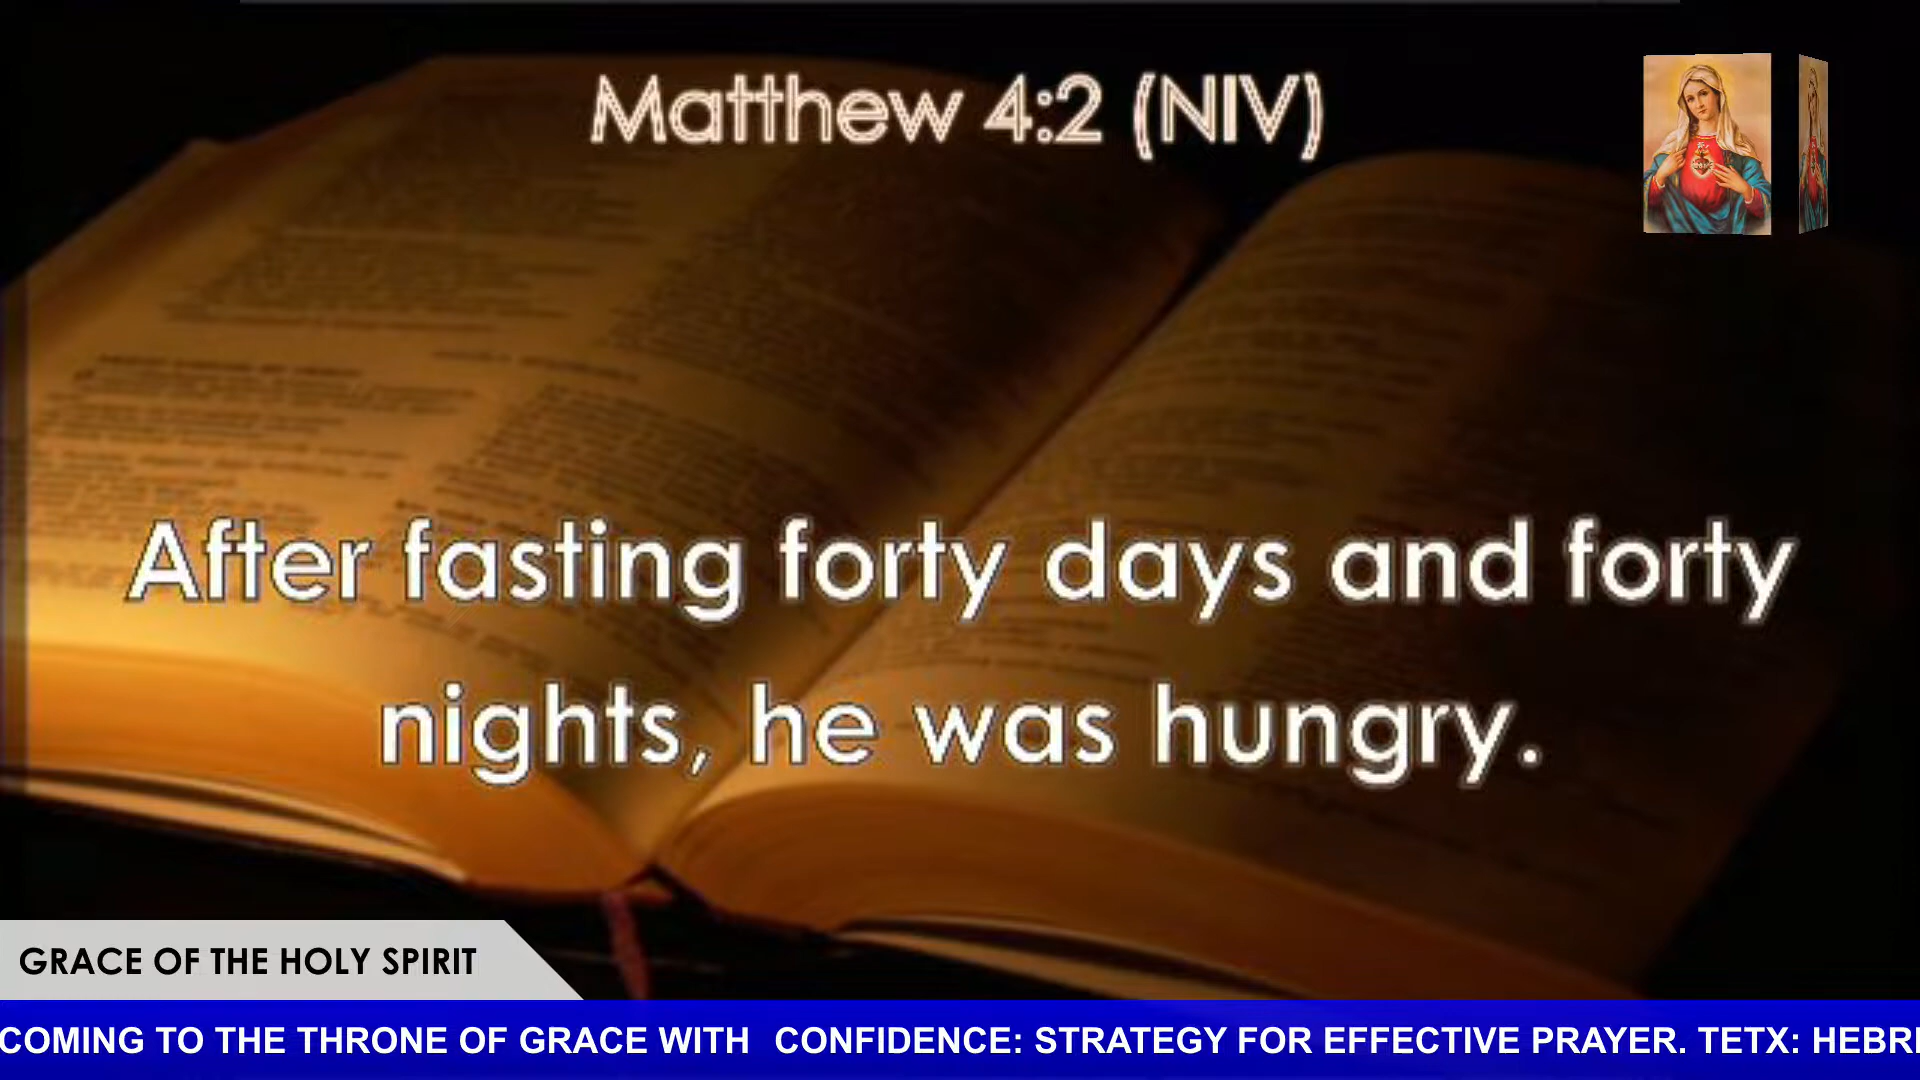 Matthew 4:2 (NIV)
After fasting forty days and forty
nights, he was hungry.
GRACE OF THE HOLY SPIRIT
COMING TO THE THRONE OF GRACE WITH CONFIDENCE: STRATEGY FOR EFFECTIVE PRAYER. TETX: HEBR